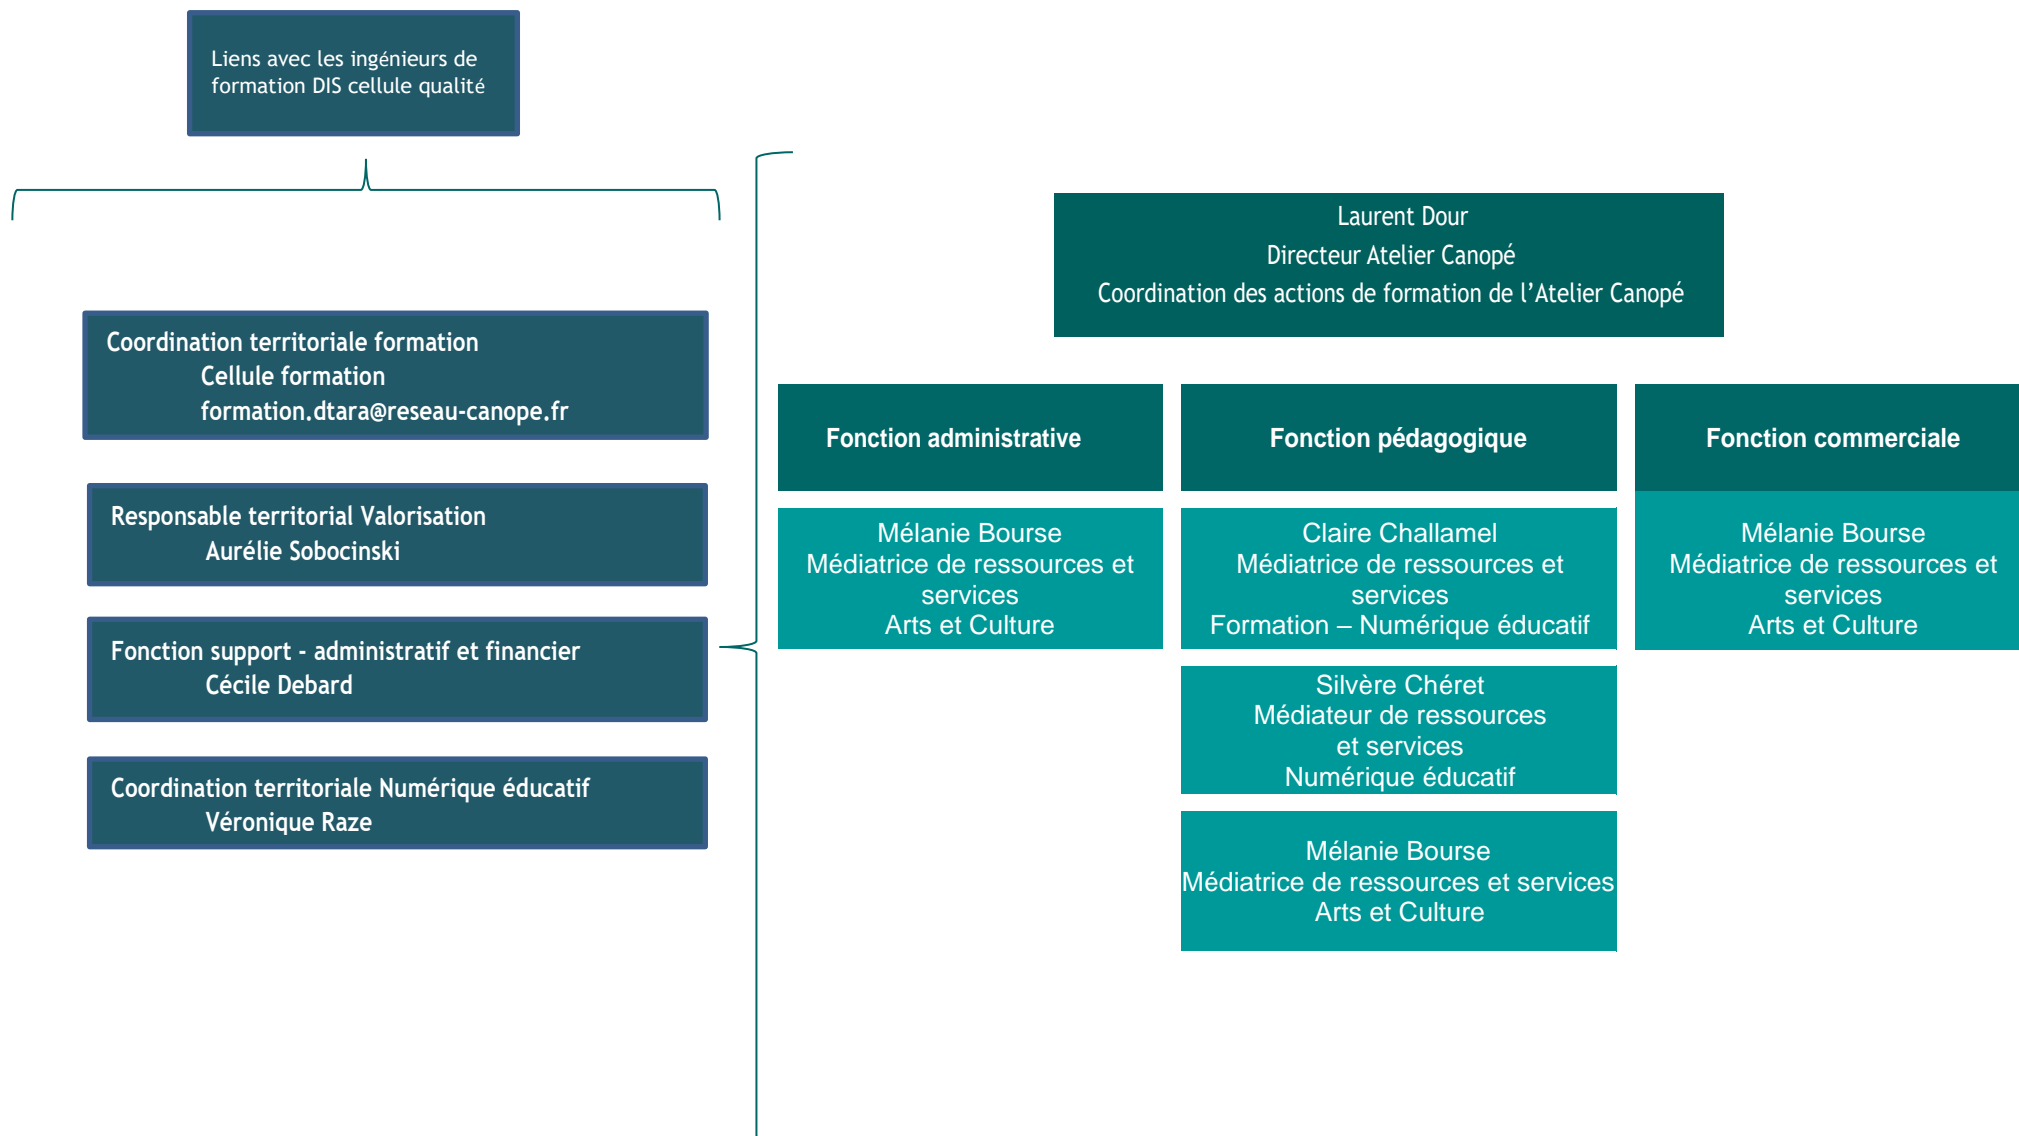 Liens avec les ingénieurs de
formation DIS cellule qualité
Coordination territoriale formation
Cellule formation
formation.dtara@reseau-canope.fr
Responsable territorial Valorisation
Aurélie Sobocinski
Fonction support - administratif et financier
Cécile Debard
Coordination territoriale Numérique éducatif
Véronique Raze
Laurent Dour
Directeur Atelier Canopé
Coordination des actions de formation de l’Atelier Canopé
Fonction administrative
Mélanie Bourse
Médiatrice de ressources et
services
Arts et Culture
Fonction pédagogique
Claire Challamel
Médiatrice de ressources et
services
Formation – Numérique éducatif
Silvère Chéret
Médiateur de ressources
et services
Numérique éducatif
Mélanie Bourse
Médiatrice de ressources et services
Arts et Culture
Fonction commerciale
Mélanie Bourse
Médiatrice de ressources et
services
Arts et Culture